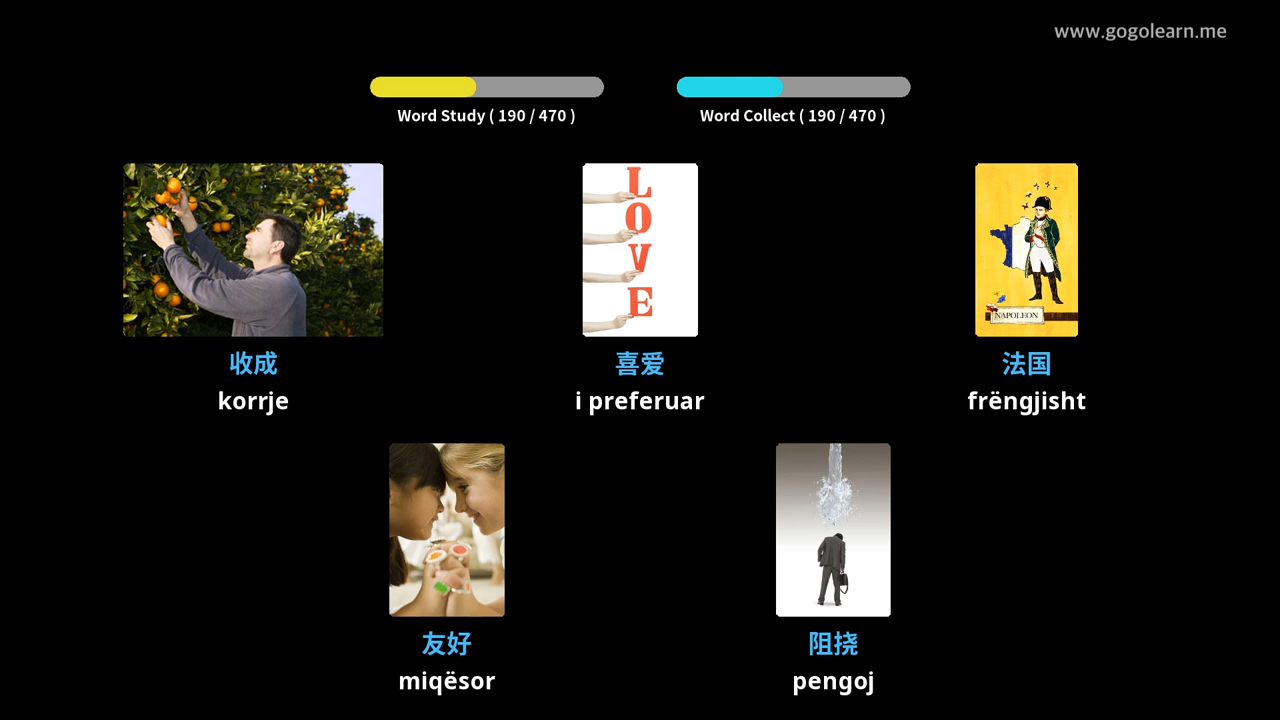 www.gogolearn.me
Word Study ( 190 / 470 )
Word Collect ( 190 / 470 )
LOVE
NAPOLEON
收成
喜爱
法国
korrje
i preferuar
frëngjisht
友好
阻挠
miqësor
pengoj